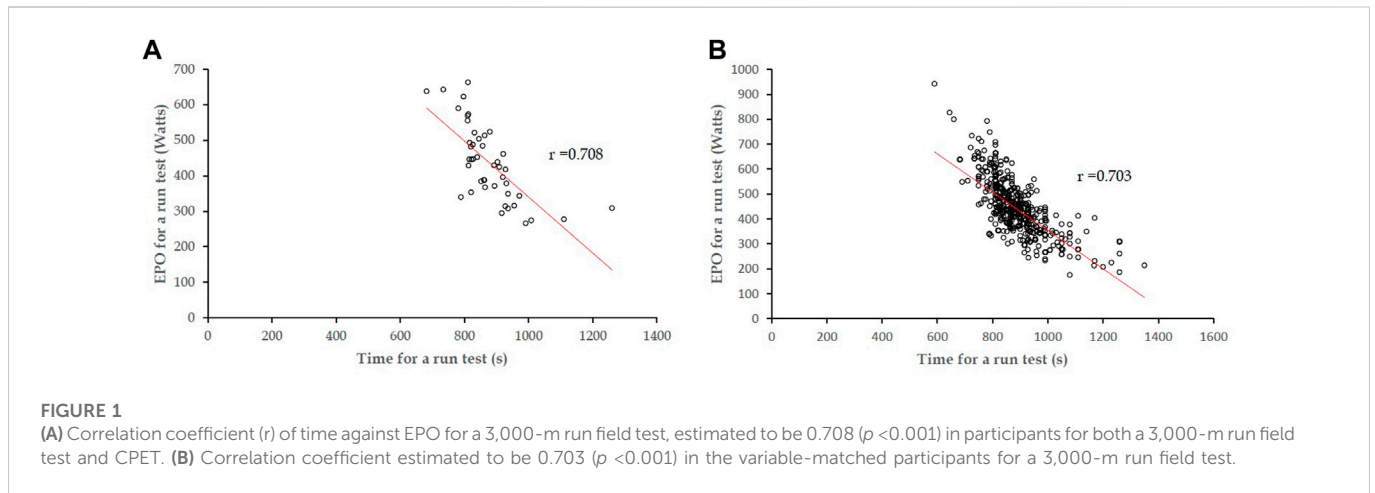 A
700
600
500
400
300
200
100
0
0 200 400 600 800 1000 1200 1400
EPO for a run test (Watts)
Time for a run test (s)
r =0.708
B
1000
900
800
700
600
500
400
300
200
100
0
0 200 400 600 800 1000 1200 1400 1600
EPO for a run test (Watts)
Time for a run test (s)
r =0.703
FIGURE 1
(A) Correlation coefficient (r) of time against EPO for a 3,000-m run field test, estimated to be 0.708 (p <0.001) in participants for both a 3,000-m run field
test and CPET. (B) Correlation coefficient estimated to be 0.703 (p <0.001) in the variable-matched participants for a 3,000-m run field test.